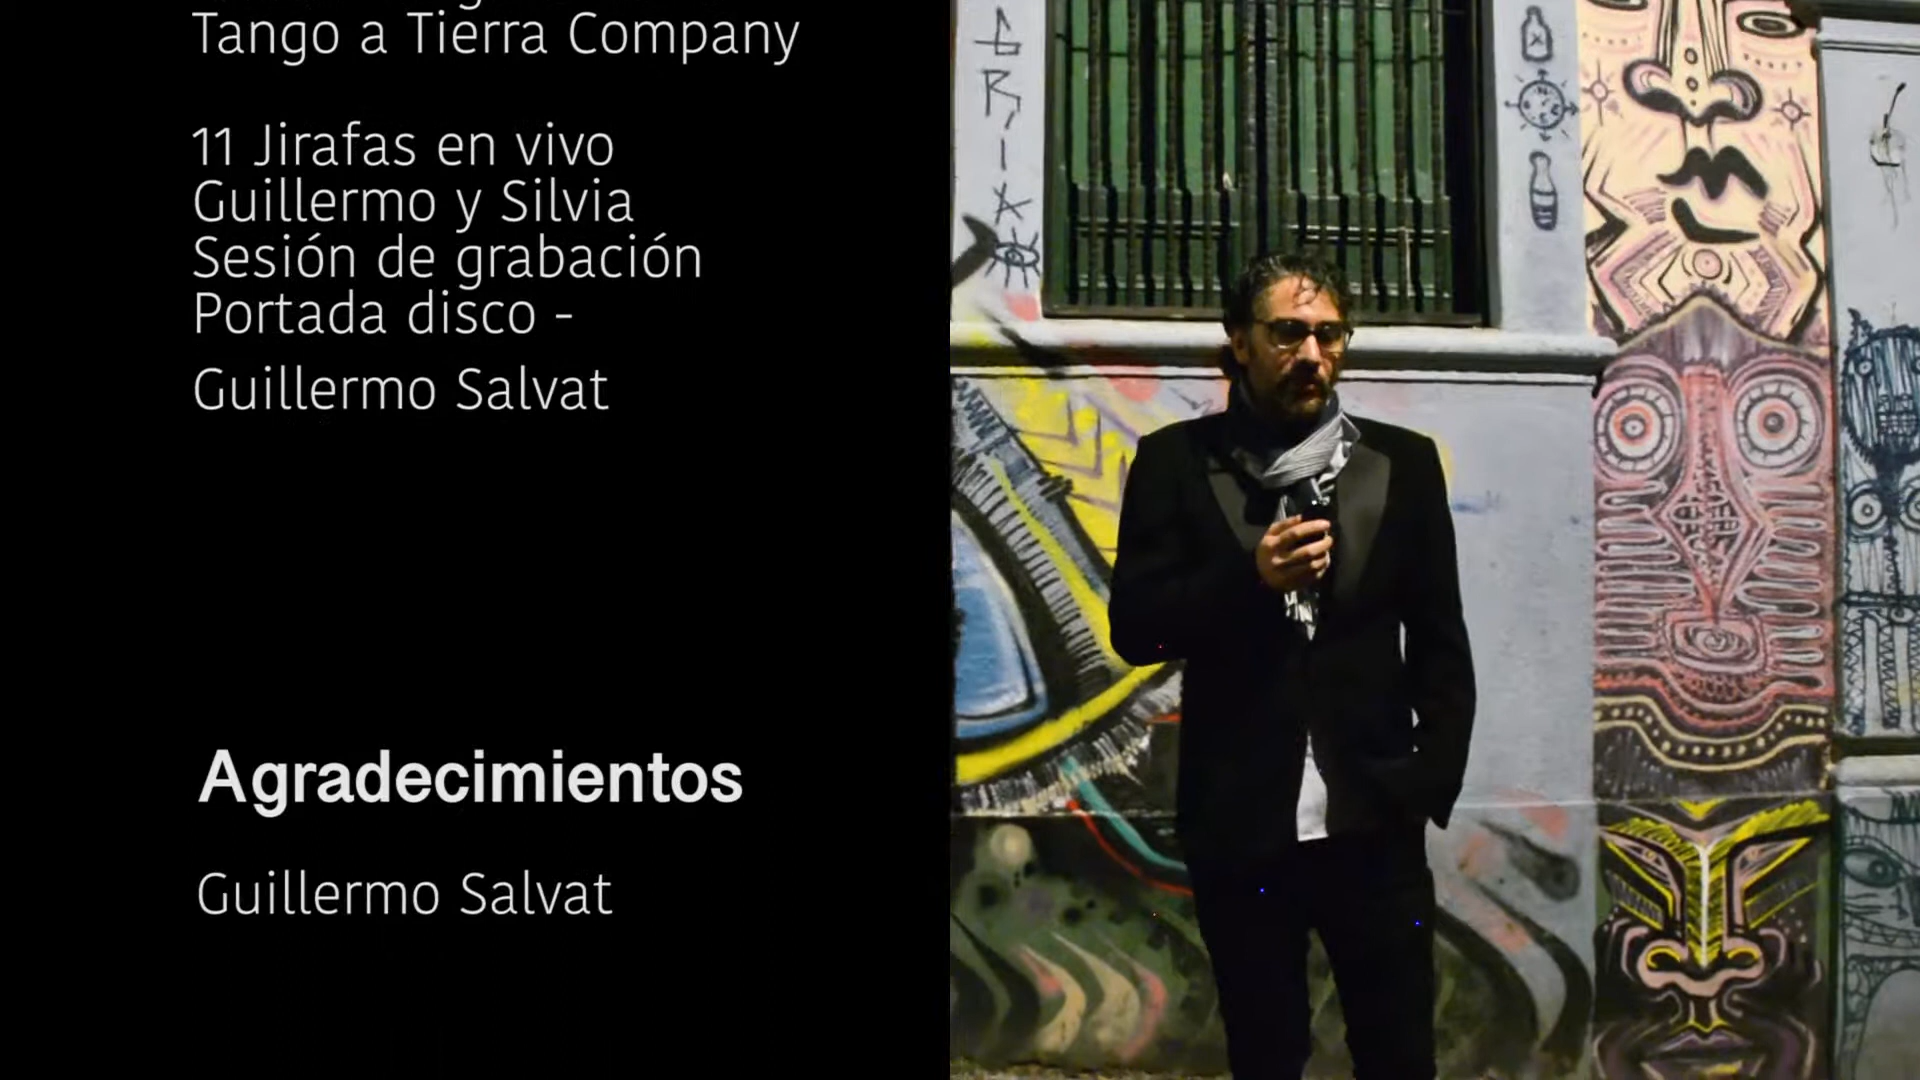 Tango a Tierra Company
11 Jirafas en vivo
Guillermo y Silvia
Sesión de grabación
Portada disco -
Guillermo Salvat
Agradecimientos
Guillermo Salvat